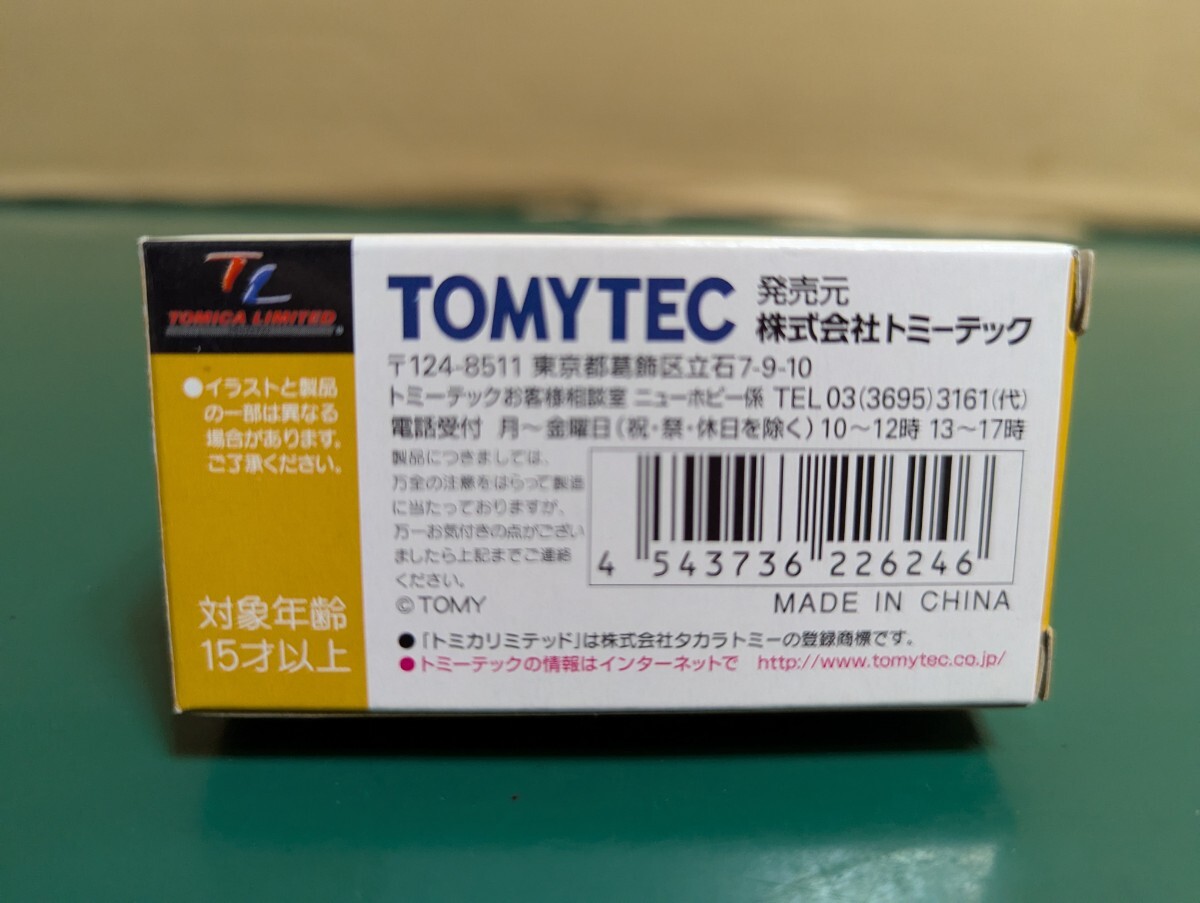 TL
TOMICA LIMITED
●イラストと製品
の一部は異なる
場合があります。
ご了承ください。
対象年齢
15才以上
TOMYTEC
発売元
株式会社トミーテック
〒124-8511 東京都葛飾区立石7-9-10
トミーテックお客様相談室 ニューホビー係 TEL 03(3695)3161(代)
電話受付 月～金曜日(祝・祭・休日を除く) 10～12時 13～17時
製品につきましては、
万全の注意をはらって製造
に当たっておりますが、
万一お気付きの点がござい
ましたら上記までご連絡
ください。
4 543736 226246
©TOMY
MADE IN CHINA
●「トミカリミテッド」は株式会社タカラトミーの登録商標です。
●トミーテックの情報はインターネットで http://www.tomytec.co.jp/